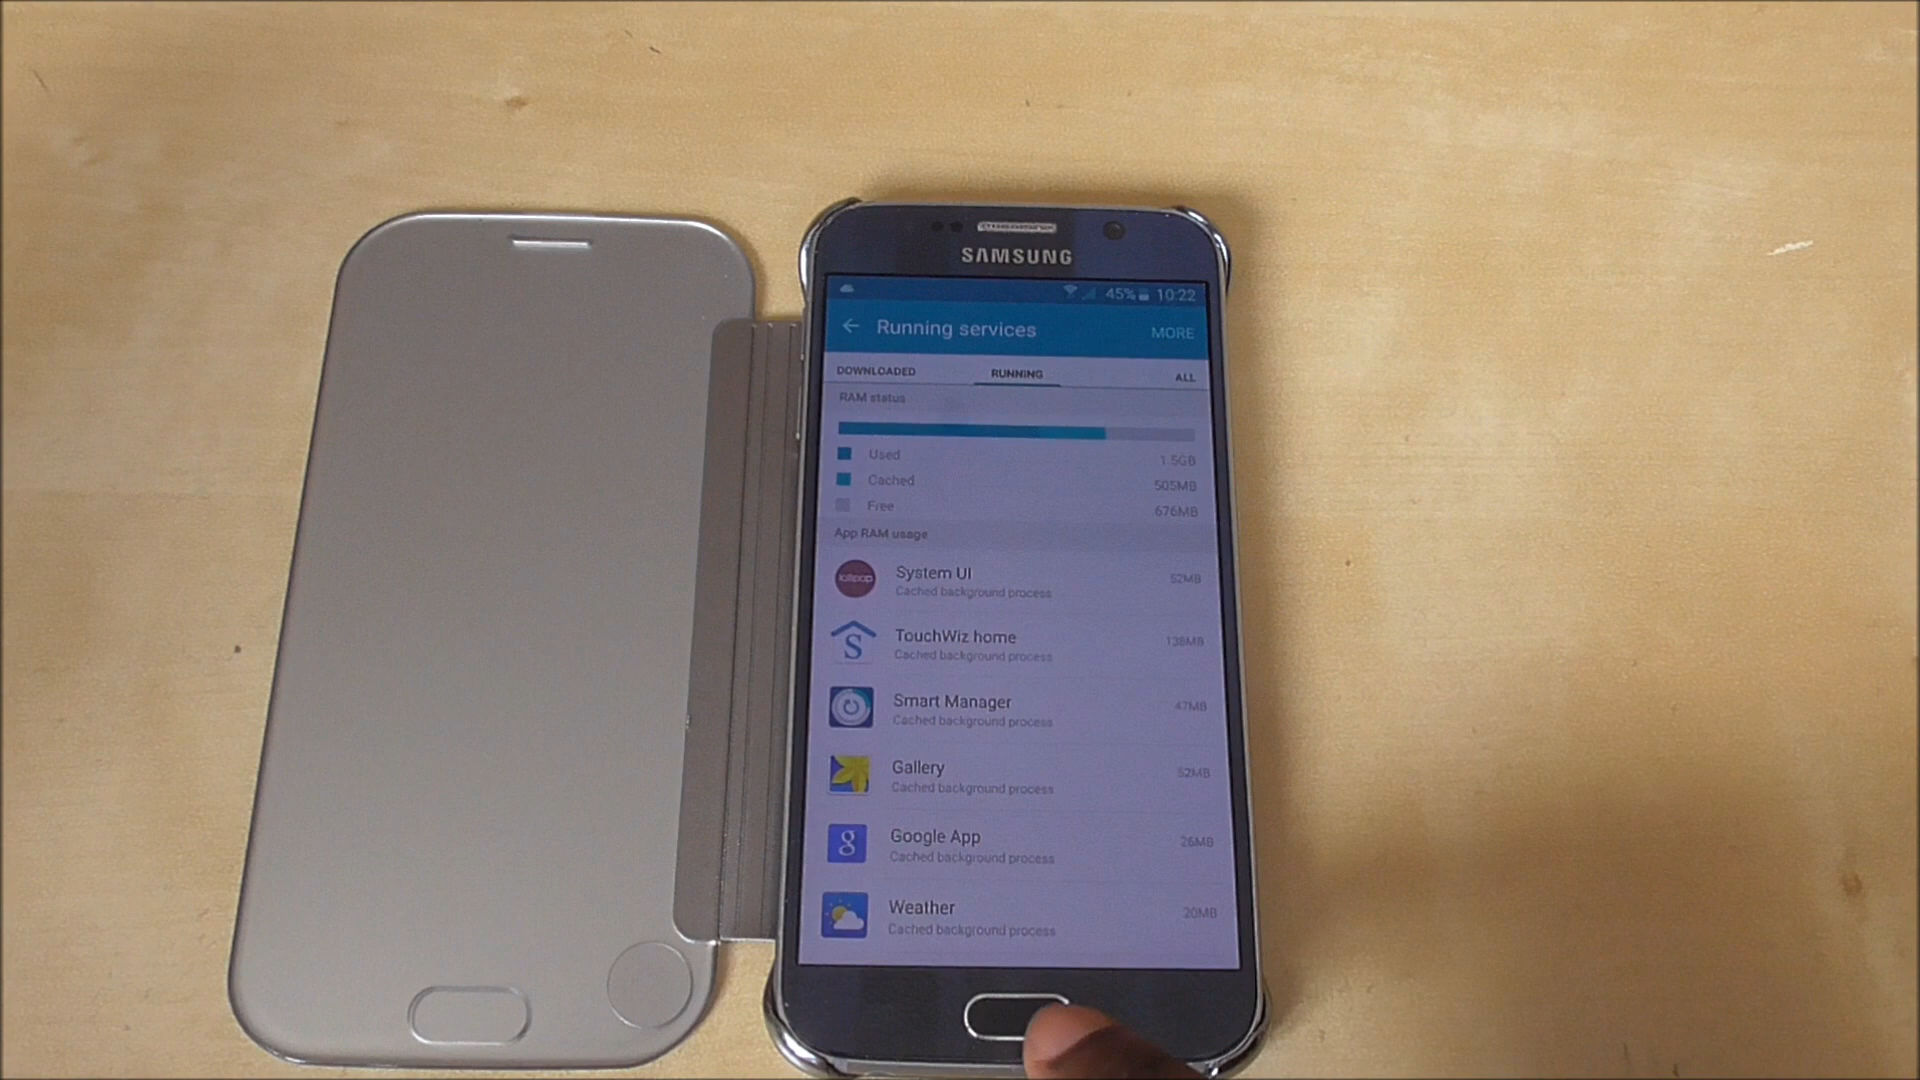 SAMSUNG
45% 10:22
Running services MORE
DOWNLOADED RUNNING ALL
RAM status
Used 1.5GB
Cached 505MB
Free 676MB
App RAM usage
lollipop
System UI 52MB
Cached background process
S
TouchWiz home 138MB
Cached background process
Smart Manager 47MB
Cached background process
Gallery 52MB
Cached background process
g
Google App 26MB
Cached background process
Weather 20MB
Cached background process